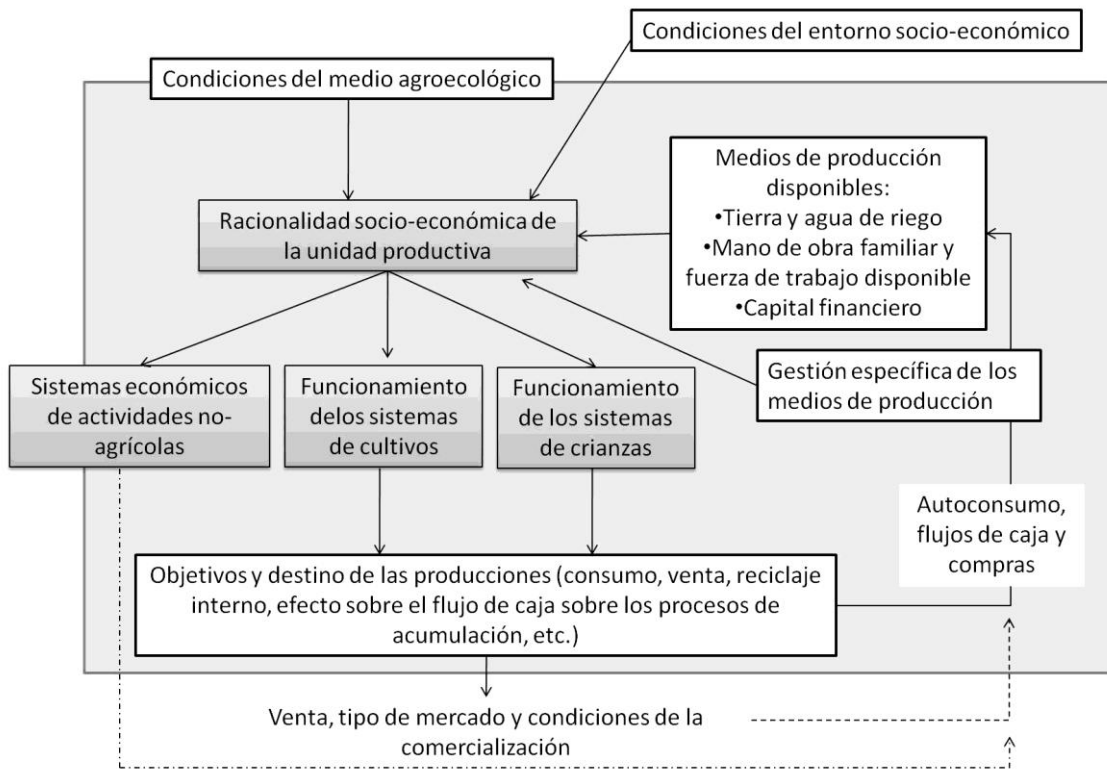 Condiciones del entorno socio-económico
Condiciones del medio agroecológico
Medios de producción
disponibles:
•Tierra y agua de riego
•Mano de obra familiar y
fuerza de trabajo disponible
•Capital financiero
Racionalidad socio-económica de
la unidad productiva
Gestión específica de los
medios de producción
Sistemas económicos
de actividades no-
agrícolas
Funcionamiento
delos sistemas
de cultivos
Funcionamiento
de los sistemas
de crianzas
Autoconsumo,
flujos de caja y
compras
Objetivos y destino de las producciones (consumo, venta, reciclaje
interno, efecto sobre el flujo de caja sobre los procesos de
acumulación, etc.)
Venta, tipo de mercado y condiciones de la
comercialización